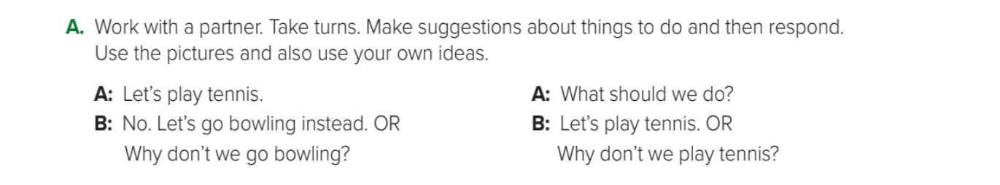 A. Work with a partner. Take turns. Make suggestions about things to do and then respond.
Use the pictures and also use your own ideas.
A: Let’s play tennis.
B: No. Let’s go bowling instead. OR
Why don’t we go bowling?
A: What should we do?
B: Let’s play tennis. OR
Why don’t we play tennis?